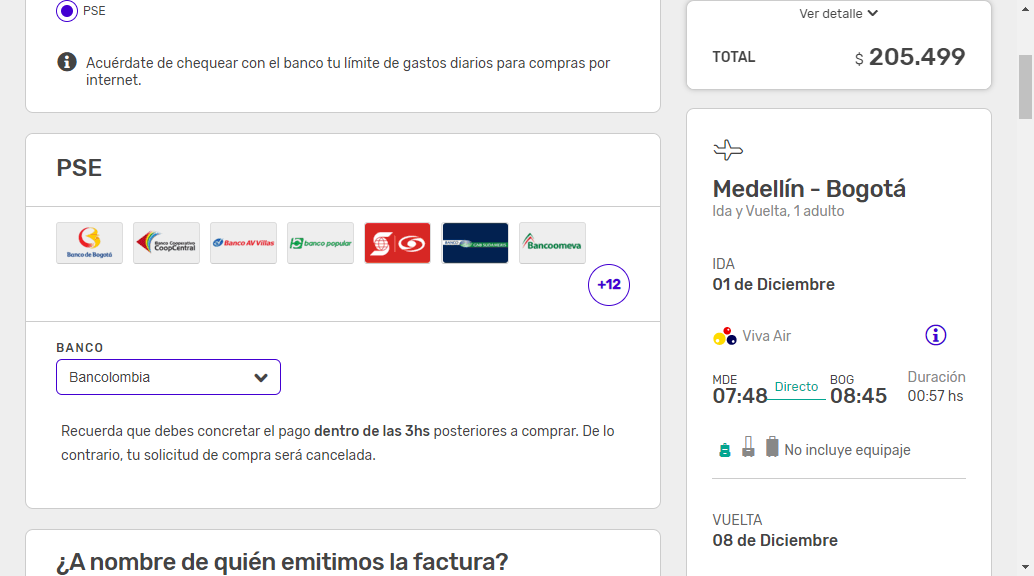 PSE
Acuérdate de chequear con el banco tu límite de gastos diarios para compras por
internet.
PSE
Banco de Bogotá
Banco Cooperativo
CoopCentral
Banco AV Villas
banco popular
Bancoomeva
+12
BANCO
Bancolombia
Recuerda que debes concretar el pago dentro de las 3hs posteriores a comprar. De lo
contrario, tu solicitud de compra será cancelada.
¿A nombre de quién emitimos la factura?
Ver detalle
TOTAL
$ 205.499
Medellín - Bogotá
Ida y Vuelta, 1 adulto
IDA
01 de Diciembre
Viva Air
MDE
07:48
Directo
BOG
08:45
Duración
00:57 hs
No incluye equipaje
VUELTA
08 de Diciembre